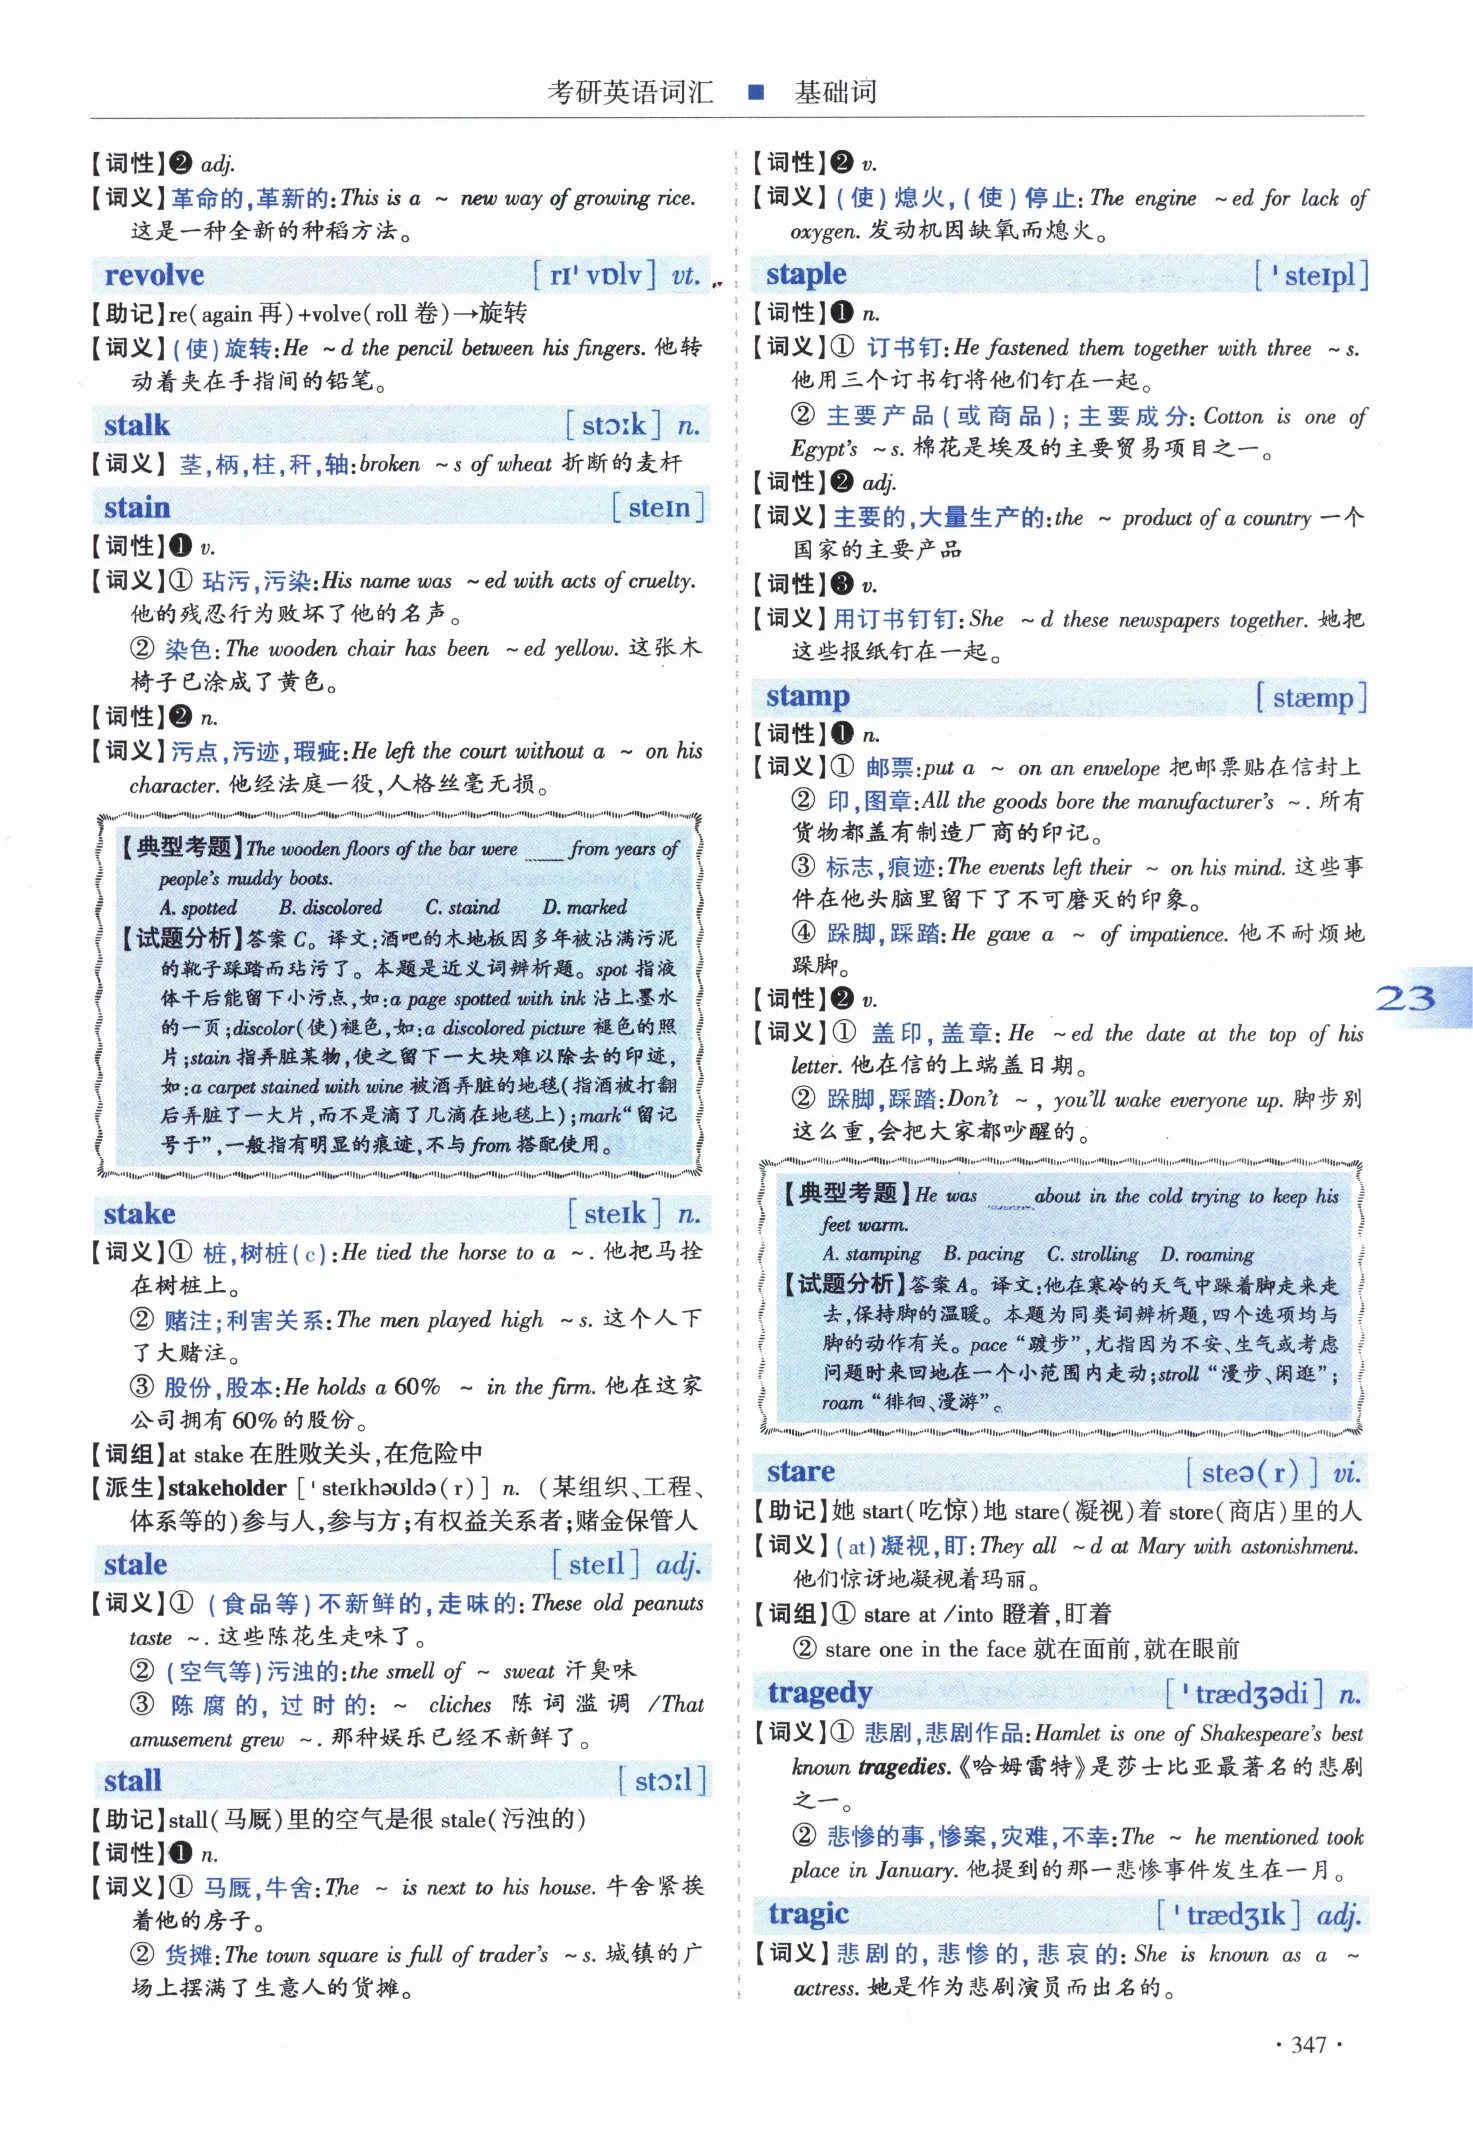 考研英语词汇 ■ 基础词
【词性】❷ adj.
【词义】革命的,革新的:This is a ~ new way of growing rice.
这是一种全新的种稻方法。
revolve [rɪˈvɒlv] vt.
【助记】re(again 再)+volve(roll 卷)→旋转
【词义】(使)旋转:He ~d the pencil between his fingers. 他转
动着夹在手指间的铅笔。
stalk [stɔːk] n.
【词义】茎,柄,柱,秆,轴:broken ~s of wheat 折断的麦杆
stain [steɪn]
【词性】❶ v.
【词义】① 玷污,污染:His name was ~ed with acts of cruelty.
他的残忍行为败坏了他的名声。
② 染色:The wooden chair has been ~ed yellow. 这张木
椅子已涂成了黄色。
【词性】❷ n.
【词义】污点,污迹,瑕疵:He left the court without a ~ on his
character. 他经法庭一役,人格丝毫无损。
【典型考题】The wooden floors of the bar were ____ from years of
people's muddy boots.
A. spotted B. discolored C. staind D. marked
【试题分析】答案 C。译文:酒吧的木地板因多年被沾满污泥
的靴子踩踏而玷污了。本题是近义词辨析题。spot 指液
体干后能留下小污点,如:a page spotted with ink 沾上墨水
的一页;discolor(使)褪色,如:a discolored picture 褪色的照
片;stain 指弄脏某物,使之留下一大块难以除去的印迹,
如:a carpet stained with wine 被酒弄脏的地毯(指酒被打翻
后弄脏了一大片,而不是滴了几滴在地毯上);mark“留记
号于”,一般指有明显的痕迹,不与 from 搭配使用。
stake [steɪk] n.
【词义】① 桩,树桩(c):He tied the horse to a ~. 他把马拴
在树桩上。
② 赌注;利害关系:The men played high ~s. 这个人下
了大赌注。
③ 股份,股本:He holds a 60% ~ in the firm. 他在这家
公司拥有 60% 的股份。
【词组】at stake 在胜败关头,在危险中
【派生】stakeholder [ˈsteɪkhəʊldə(r)] n. (某组织、工程、
体系等的)参与人,参与方;有权益关系者;赌金保管人
stale [steɪl] adj.
【词义】① (食品等)不新鲜的,走味的:These old peanuts
taste ~. 这些陈花生走味了。
② (空气等)污浊的:the smell of ~ sweat 汗臭味
③ 陈腐的,过时的:~ cliches 陈词滥调 /That
amusement grew ~. 那种娱乐已经不新鲜了。
stall [stɔːl]
【助记】stall(马厩)里的空气是很 stale(污浊的)
【词性】❶ n.
【词义】① 马厩,牛舍:The ~ is next to his house. 牛舍紧挨
着他的房子。
② 货摊:The town square is full of trader's ~s. 城镇的广
场上摆满了生意人的货摊。
【词性】❷ v.
【词义】(使)熄火,(使)停止:The engine ~ed for lack of
oxygen. 发动机因缺氧而熄火。
staple [ˈsteɪpl]
【词性】❶ n.
【词义】① 订书钉:He fastened them together with three ~s.
他用三个订书钉将他们钉在一起。
② 主要产品(或商品);主要成分:Cotton is one of
Egypt's ~s. 棉花是埃及的主要贸易项目之一。
【词性】❷ adj.
【词义】主要的,大量生产的:the ~ product of a country 一个
国家的主要产品
【词性】❸ v.
【词义】用订书钉钉:She ~d these newspapers together. 她把
这些报纸钉在一起。
stamp [stæmp]
【词性】❶ n.
【词义】① 邮票:put a ~ on an envelope 把邮票贴在信封上
② 印,图章:All the goods bore the manufacturer's ~. 所有
货物都盖有制造厂商的印记。
③ 标志,痕迹:The events left their ~ on his mind. 这些事
件在他头脑里留下了不可磨灭的印象。
④ 跺脚,踩踏:He gave a ~ of impatience. 他不耐烦地
跺脚。
【词性】❷ v.
【词义】① 盖印,盖章:He ~ed the date at the top of his
letter. 他在信的上端盖日期。
② 跺脚,踩踏:Don't ~, you'll wake everyone up. 脚步别
这么重,会把大家都吵醒的。
【典型考题】He was ____ about in the cold trying to keep his
feet warm.
A. stamping B. pacing C. strolling D. roaming
【试题分析】答案 A。译文:他在寒冷的天气中跺着脚走来走
去,保持脚的温暖。本题为同类词辨析题,四个选项均与
脚的动作有关。pace “踱步”,尤指因为不安、生气或考虑
问题时来回地在一个小范围内走动;stroll “漫步、闲逛”;
roam “徘徊、漫游”。
stare [steə(r)] vi.
【助记】她 start(吃惊)地 stare(凝视)着 store(商店)里的人
【词义】(at)凝视,盯:They all ~d at Mary with astonishment.
他们惊讶地凝视着玛丽。
【词组】① stare at /into 瞪着,盯着
② stare one in the face 就在面前,就在眼前
tragedy [ˈtrædʒədi] n.
【词义】① 悲剧,悲剧作品:Hamlet is one of Shakespeare's best
known tragedies.《哈姆雷特》是莎士比亚最著名的悲剧
之一。
② 悲惨的事,惨案,灾难,不幸:The ~ he mentioned took
place in January. 他提到的那一悲惨事件发生在一月。
tragic [ˈtrædʒɪk] adj.
【词义】悲剧的,悲惨的,悲哀的:She is known as a ~
actress. 她是作为悲剧演员而出名的。
23
·347·